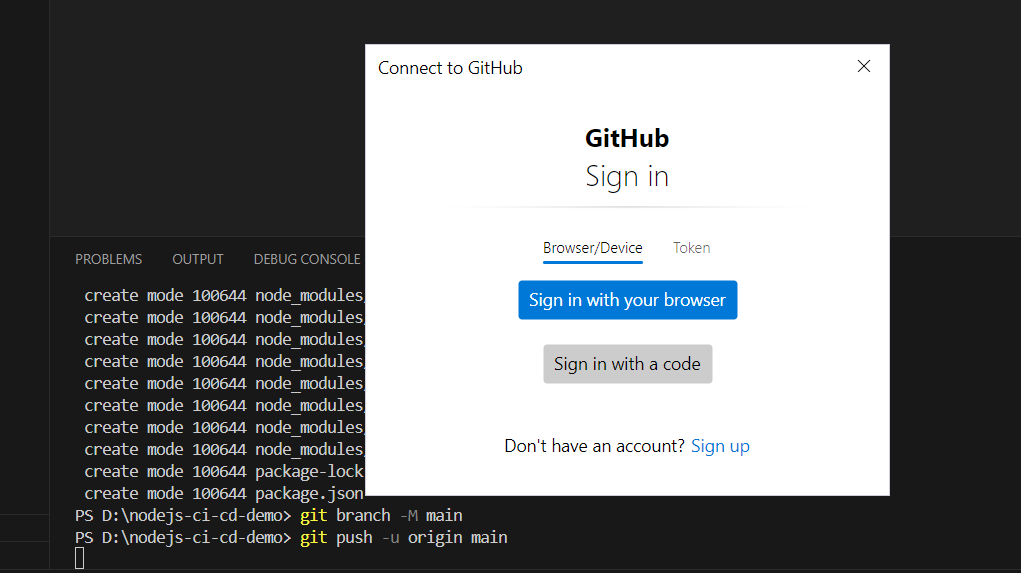 Connect to GitHub
GitHub
Sign in
Browser/Device Token
Sign in with your browser
Sign in with a code
Don't have an account? Sign up
PROBLEMS OUTPUT DEBUG CONSOLE
create mode 100644 node_modules/
create mode 100644 node_modules/
create mode 100644 node_modules/
create mode 100644 node_modules/
create mode 100644 node_modules/
create mode 100644 node_modules/
create mode 100644 node_modules/
create mode 100644 node_modules/
create mode 100644 package-lock
create mode 100644 package.json
PS D:\nodejs-ci-cd-demo> git branch -M main
PS D:\nodejs-ci-cd-demo> git push -u origin main